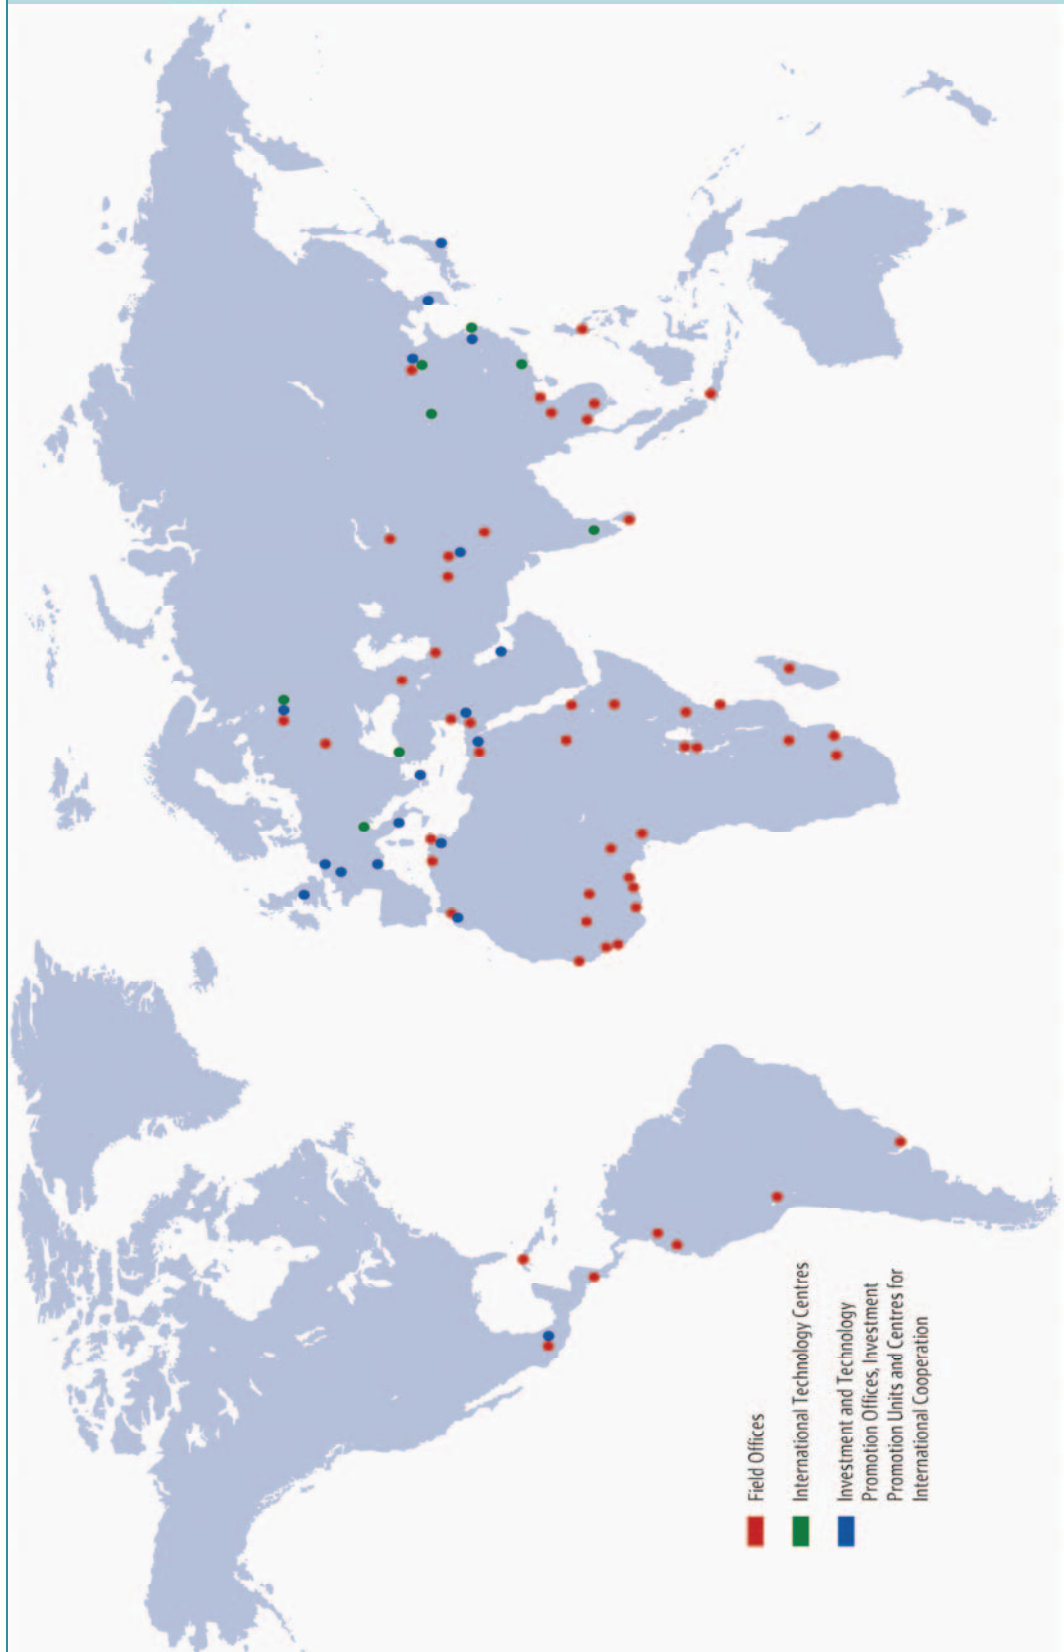 Field Offices
International Technology Centres
Investment and Technology
Promotion Offices, Investment
Promotion Units and Centres for
International Cooperation